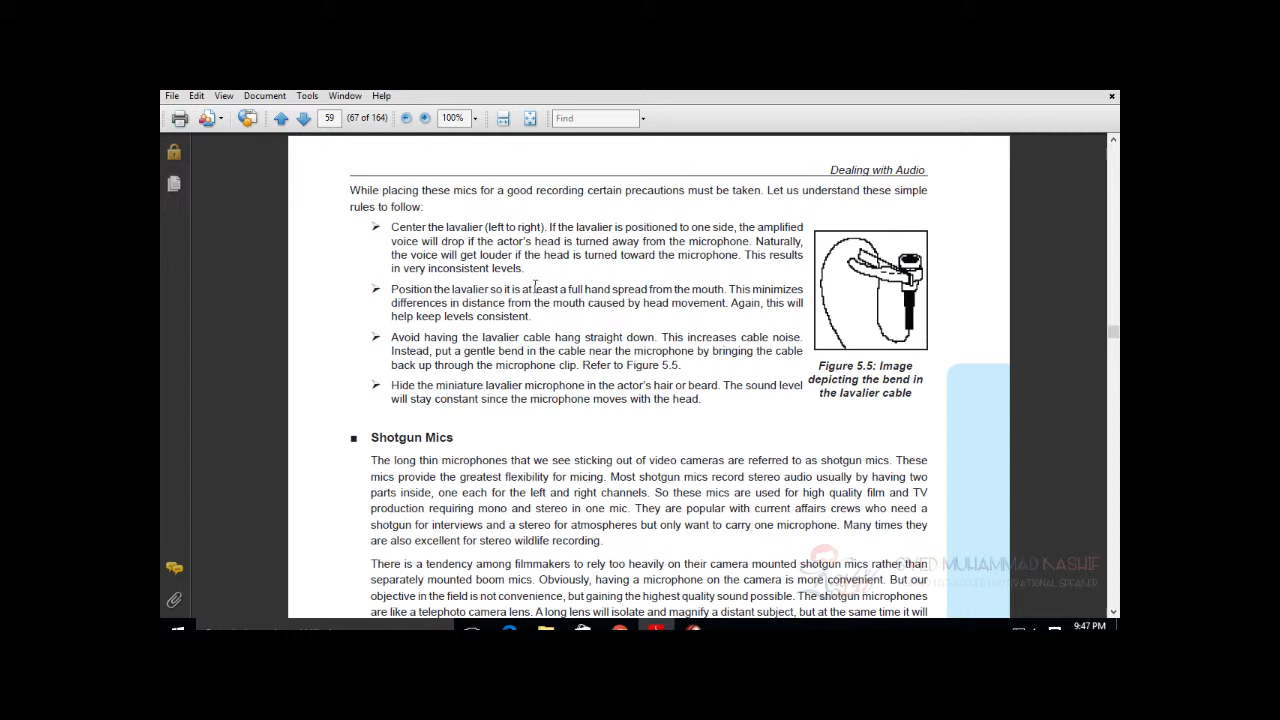 File Edit View Document Tools Window Help
59 (67 of 164) 100% Find
Dealing with Audio
While placing these mics for a good recording certain precautions must be taken. Let us understand these simple
rules to follow:
Center the lavalier (left to right). If the lavalier is positioned to one side, the amplified
voice will drop if the actor's head is turned away from the microphone. Naturally,
the voice will get louder if the head is turned toward the microphone. This results
in very inconsistent levels.
Position the lavalier so it is at least a full hand spread from the mouth. This minimizes
differences in distance from the mouth caused by head movement. Again, this will
help keep levels consistent.
Avoid having the lavalier cable hang straight down. This increases cable noise.
Instead, put a gentle bend in the cable near the microphone by bringing the cable
back up through the microphone clip. Refer to Figure 5.5.
Hide the miniature lavalier microphone in the actor's hair or beard. The sound level
will stay constant since the microphone moves with the head.
Figure 5.5: Image
depicting the bend in
the lavalier cable
Shotgun Mics
The long thin microphones that we see sticking out of video cameras are referred to as shotgun mics. These
mics provide the greatest flexibility for micing. Most shotgun mics record stereo audio usually by having two
parts inside, one each for the left and right channels. So these mics are used for high quality film and TV
production requiring mono and stereo in one mic. They are popular with current affairs crews who need a
shotgun for interviews and a stereo for atmospheres but only want to carry one microphone. Many times they
are also excellent for stereo wildlife recording.
There is a tendency among filmmakers to rely too heavily on their camera mounted shotgun mics rather than
separately mounted boom mics. Obviously, having a microphone on the camera is more convenient. But our
objective in the field is not convenience, but gaining the highest quality sound possible. The shotgun microphones
are like a telephoto camera lens. A long lens will isolate and magnify a distant subject, but at the same time it will
SYED MUHAMMAD NASHIF
MOTIVATIONAL SPEAKER
9:47 PM